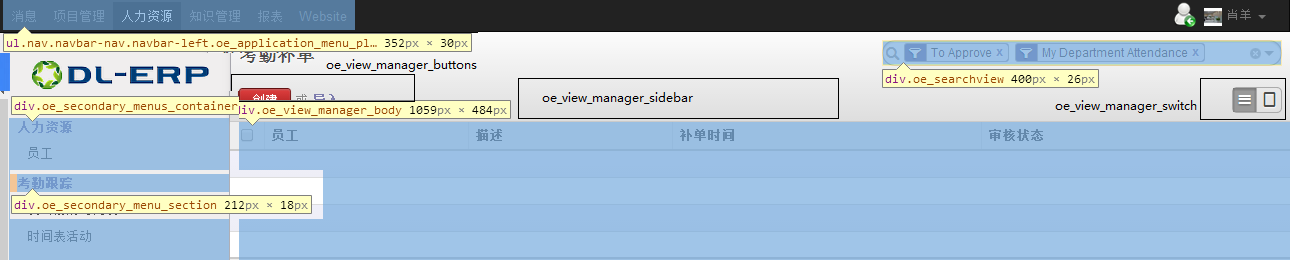 消息 项目管理 人力资源 知识管理 报表 Website 肖羊
ul.nav.navbar-nav.navbar-left.oe_application_menu_pl… 352px × 30px
考勤补单
oe_view_manager_buttons
To Approve x My Department Attendance x
DL-ERP
div.oe_searchview 400px × 26px
创建 或 导入
oe_view_manager_sidebar
oe_view_manager_switch
div.oe_secondary_menus_container
div.oe_view_manager_body 1059px × 484px
人力资源
员工 描述 补单时间 审核状态
员工
考勤跟踪
div.oe_secondary_menu_section 212px × 18px
时间表活动